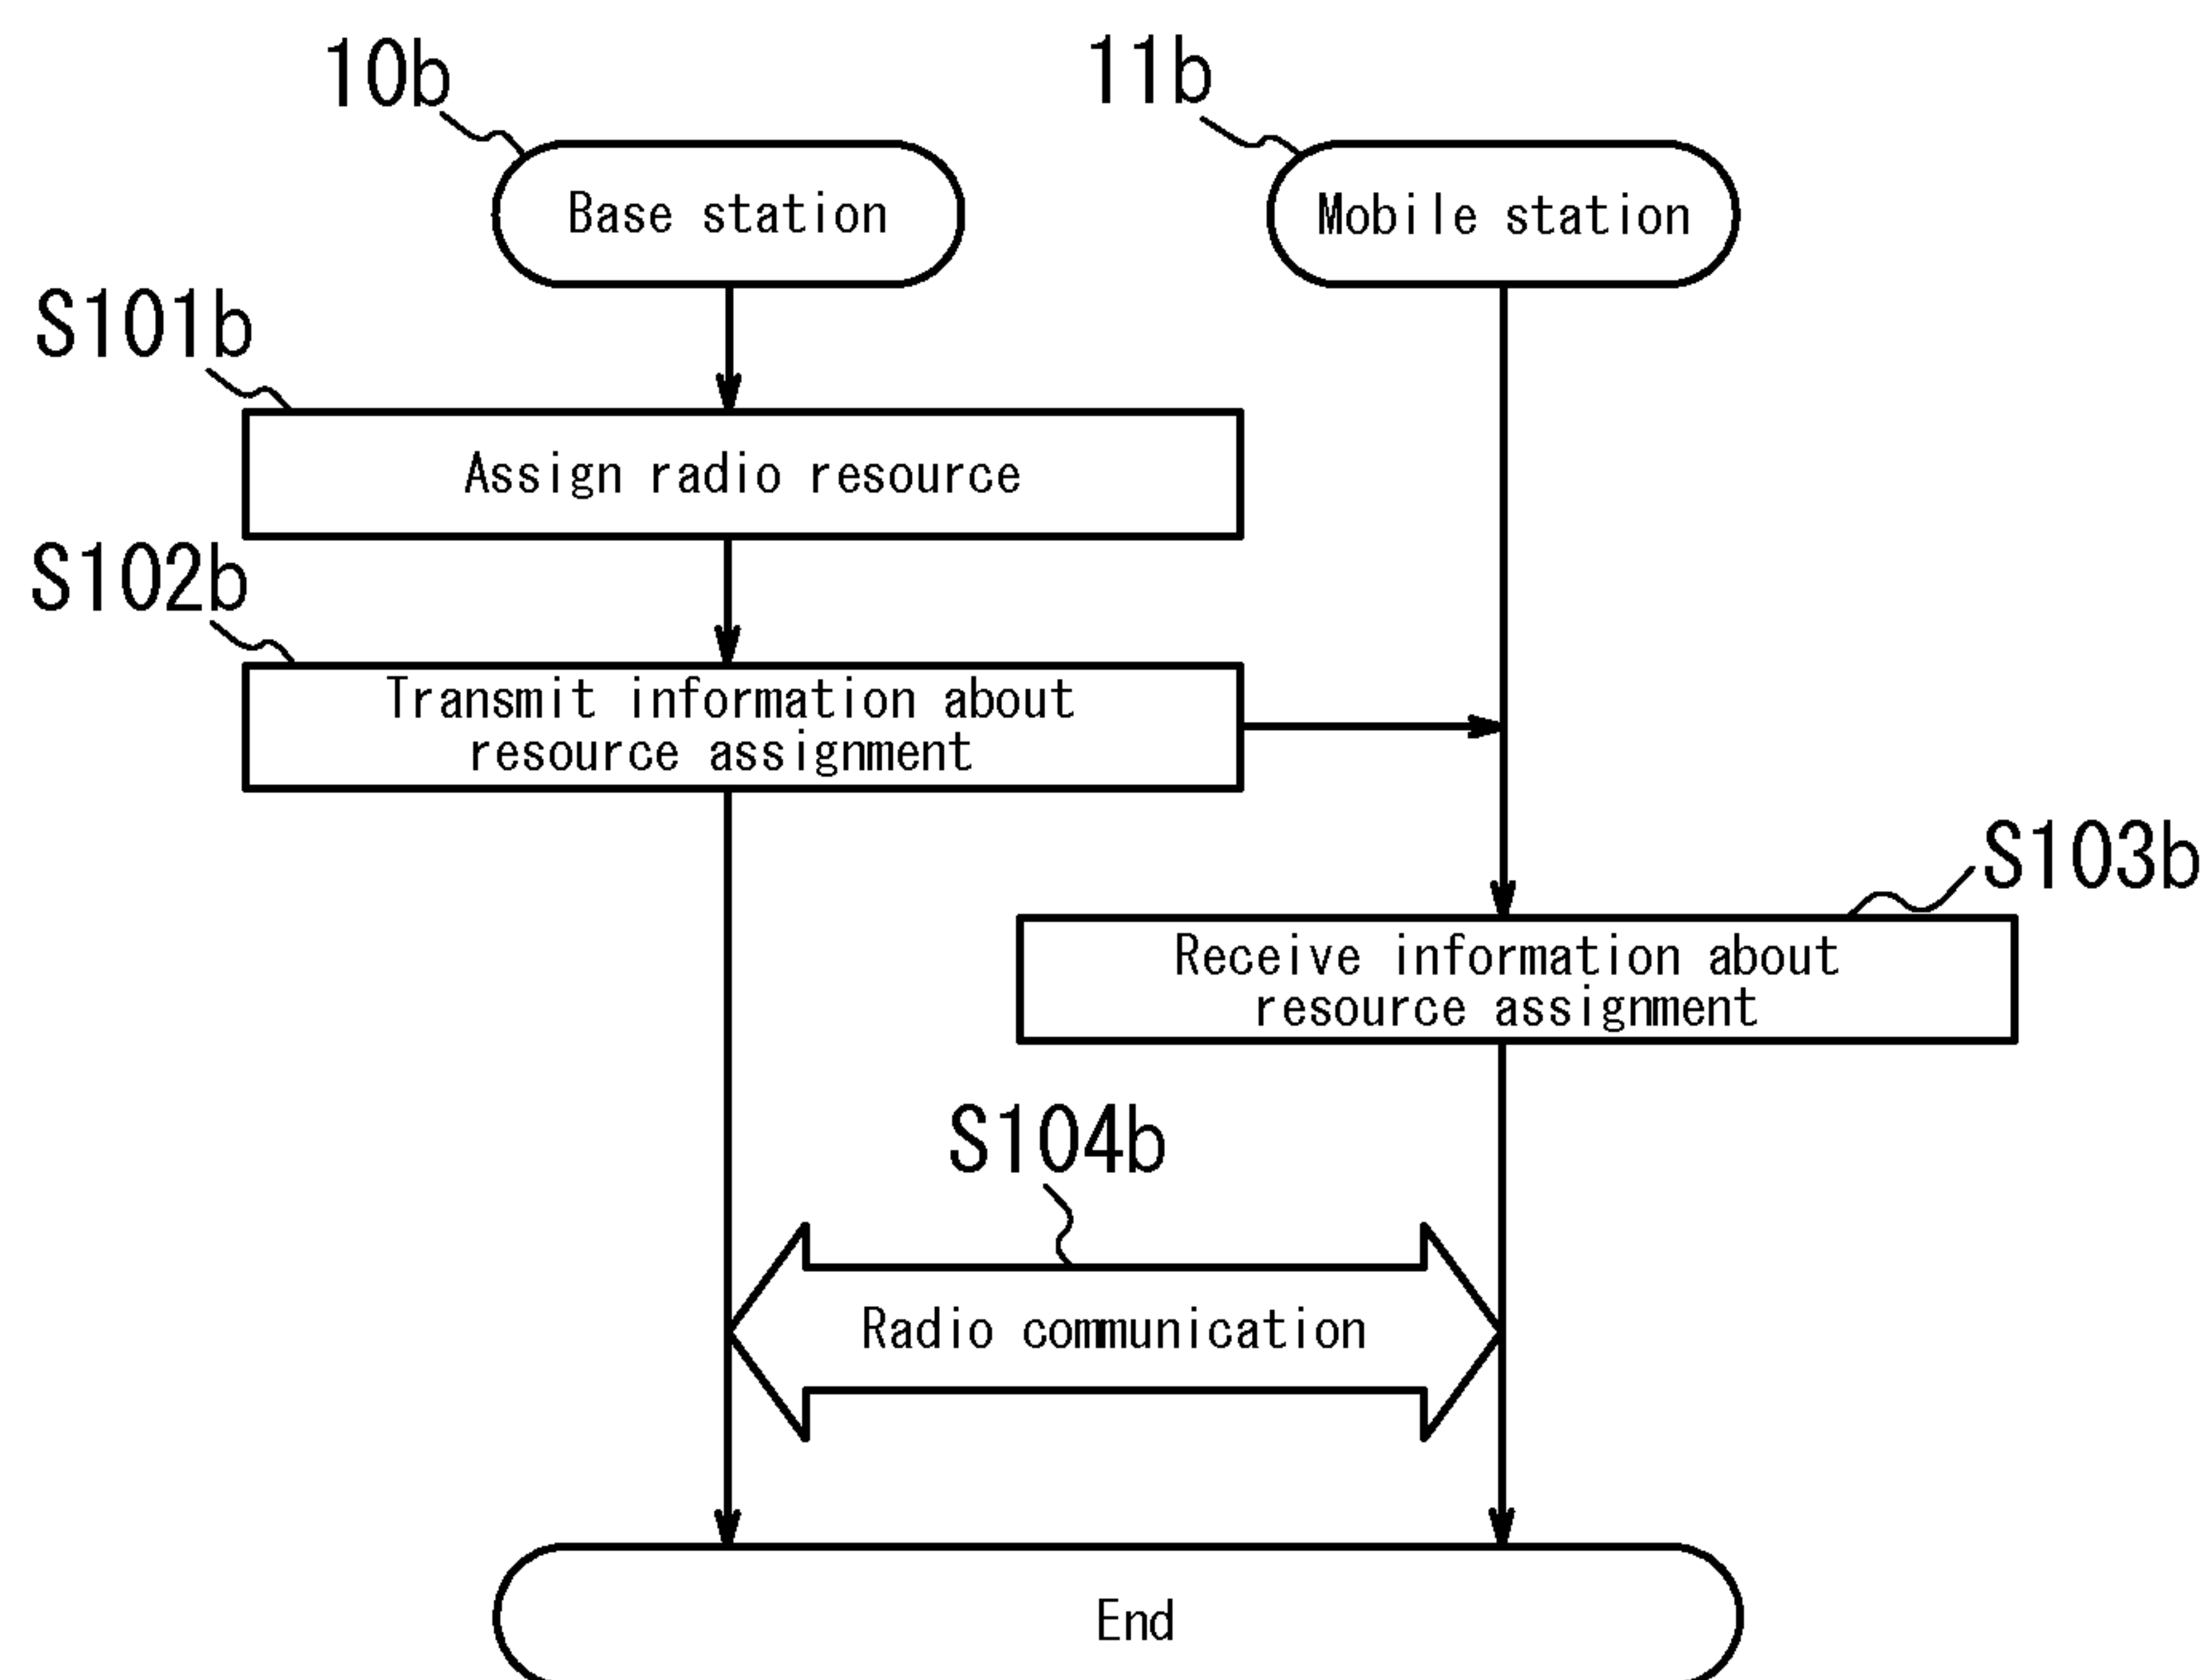 10b
11b
Base station
Mobile station
S101b
Assign radio resource
S102b
Transmit information about
resource assignment
S103b
Receive information about
resource assignment
S104b
Radio communication
End